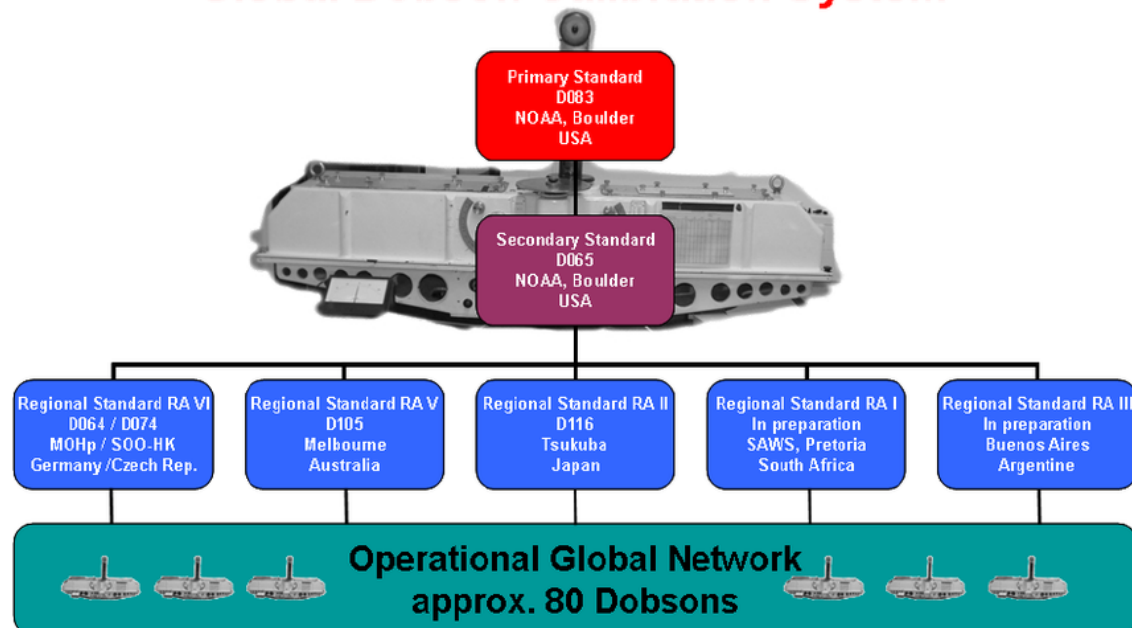 Primary Standard
D083
NOAA, Boulder
USA
Secondary Standard
D065
NOAA, Boulder
USA
Regional Standard RA VI
D064 / D074
MOHp / SOO-HK
Germany /Czech Rep.
Regional Standard RA V
D105
Melbourne
Australia
Regional Standard RA II
D116
Tsukuba
Japan
Regional Standard RA I
In preparation
SAWS, Pretoria
South Africa
Regional Standard RA III
In preparation
Buenos Aires
Argentine
Operational Global Network
approx. 80 Dobsons